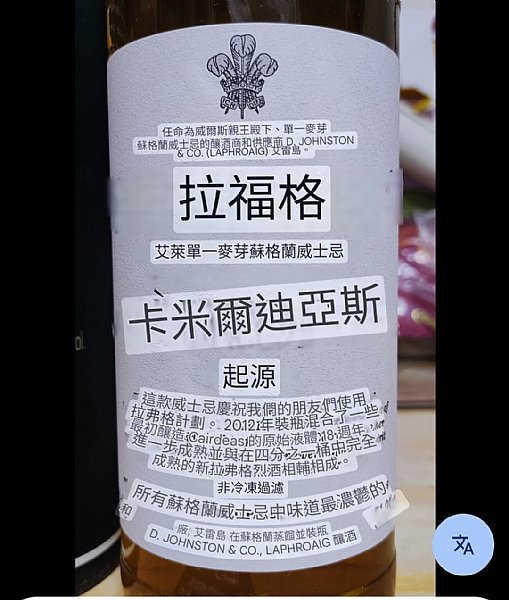 任命為威爾斯親王殿下、單一麥芽
蘇格蘭威士忌的釀酒商和供應商 D. JOHNSTON
& CO. (LAPHROAIG) 艾雷島。
拉福格
艾萊單一麥芽蘇格蘭威士忌
卡米爾迪亞斯
起源
這款威士忌慶祝我們的朋友們使用
拉弗格計劃。2012年裝瓶混合了一些
最初釀造Cairdeas的原始液體18週年
進一步成熟並與在四分之一桶中完全
成熟的新拉弗格烈酒相輔相成。
非冷凍過濾
所有蘇格蘭威士忌中味道最濃鬱的
和
廠, 艾雷島 在蘇格蘭蒸餾並裝瓶
D. JOHNSTON & CO., LAPHROAIG 釀酒
ol.